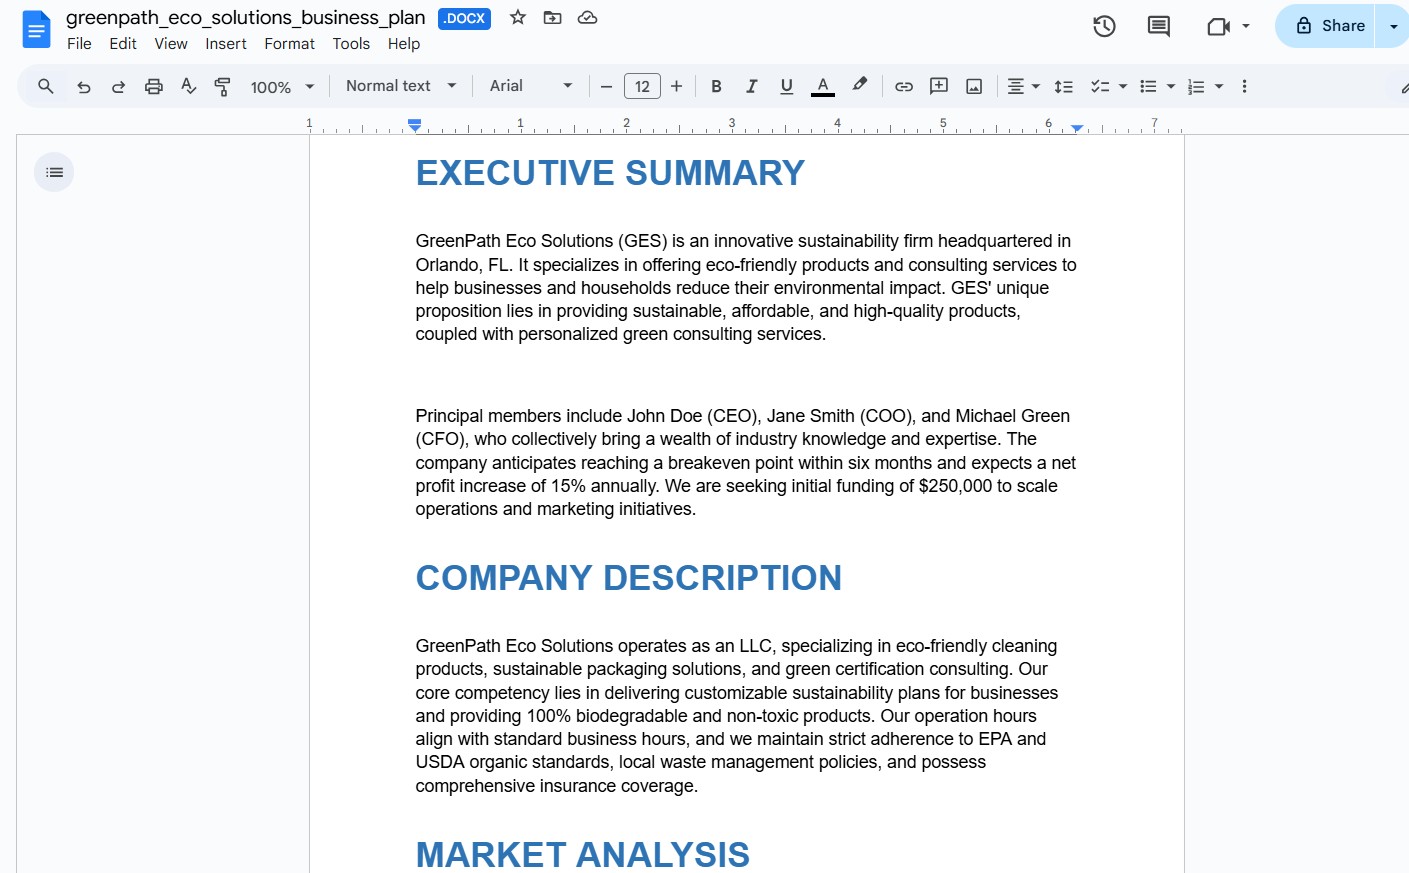 greenpath_eco_solutions_business_plan .DOCX
File Edit View Insert Format Tools Help
Share
100% Normal text Arial 12 B I U A
1 1 2 3 4 5 6 7
EXECUTIVE SUMMARY
GreenPath Eco Solutions (GES) is an innovative sustainability firm headquartered in
Orlando, FL. It specializes in offering eco-friendly products and consulting services to
help businesses and households reduce their environmental impact. GES' unique
proposition lies in providing sustainable, affordable, and high-quality products,
coupled with personalized green consulting services.
Principal members include John Doe (CEO), Jane Smith (COO), and Michael Green
(CFO), who collectively bring a wealth of industry knowledge and expertise. The
company anticipates reaching a breakeven point within six months and expects a net
profit increase of 15% annually. We are seeking initial funding of $250,000 to scale
operations and marketing initiatives.
COMPANY DESCRIPTION
GreenPath Eco Solutions operates as an LLC, specializing in eco-friendly cleaning
products, sustainable packaging solutions, and green certification consulting. Our
core competency lies in delivering customizable sustainability plans for businesses
and providing 100% biodegradable and non-toxic products. Our operation hours
align with standard business hours, and we maintain strict adherence to EPA and
USDA organic standards, local waste management policies, and possess
comprehensive insurance coverage.
MARKET ANALYSIS